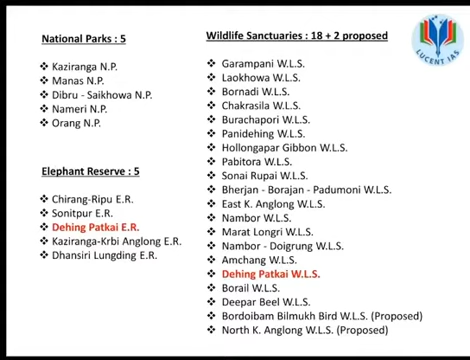 National Parks : 5
❖ Kaziranga N.P.
❖ Manas N.P.
❖ Dibru - Saikhowa N.P.
❖ Nameri N.P.
❖ Orang N.P.
Elephant Reserve : 5
❖ Chirang-Ripu E.R.
❖ Sonitpur E.R.
❖ Dehing Patkai E.R.
❖ Kaziranga-Krbi Anglong E.R.
❖ Dhansiri Lungding E.R.
Wildlife Sanctuaries : 18 + 2 proposed
❖ Garampani W.L.S.
❖ Laokhowa W.L.S.
❖ Bornadi W.L.S.
❖ Chakrasila W.L.S.
❖ Burachapori W.L.S.
❖ Panidehing W.L.S.
❖ Hollongapar Gibbon W.L.S.
❖ Pabitora W.L.S.
❖ Sonai Rupai W.L.S.
❖ Bherjan - Borajan - Padumoni W.L.S.
❖ East K. Anglong W.L.S.
❖ Nambor W.L.S.
❖ Marat Longri W.L.S.
❖ Nambor - Doigrung W.L.S.
❖ Amchang W.L.S.
❖ Dehing Patkai W.L.S.
❖ Borail W.L.S.
❖ Deepar Beel W.L.S.
❖ Bordoibam Bilmukh Bird W.L.S. (Proposed)
❖ North K. Anglong W.L.S. (Proposed)
LUCENT IAS